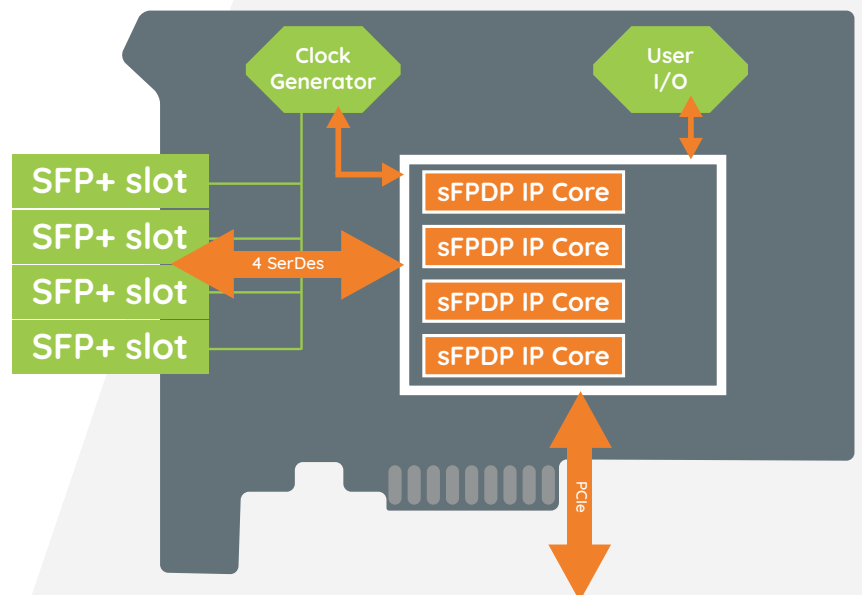 Clock
Generator
User
I/O
SFP+ slot
SFP+ slot
SFP+ slot
SFP+ slot
4 SerDes
sFPDP IP Core
sFPDP IP Core
sFPDP IP Core
sFPDP IP Core
PCIe